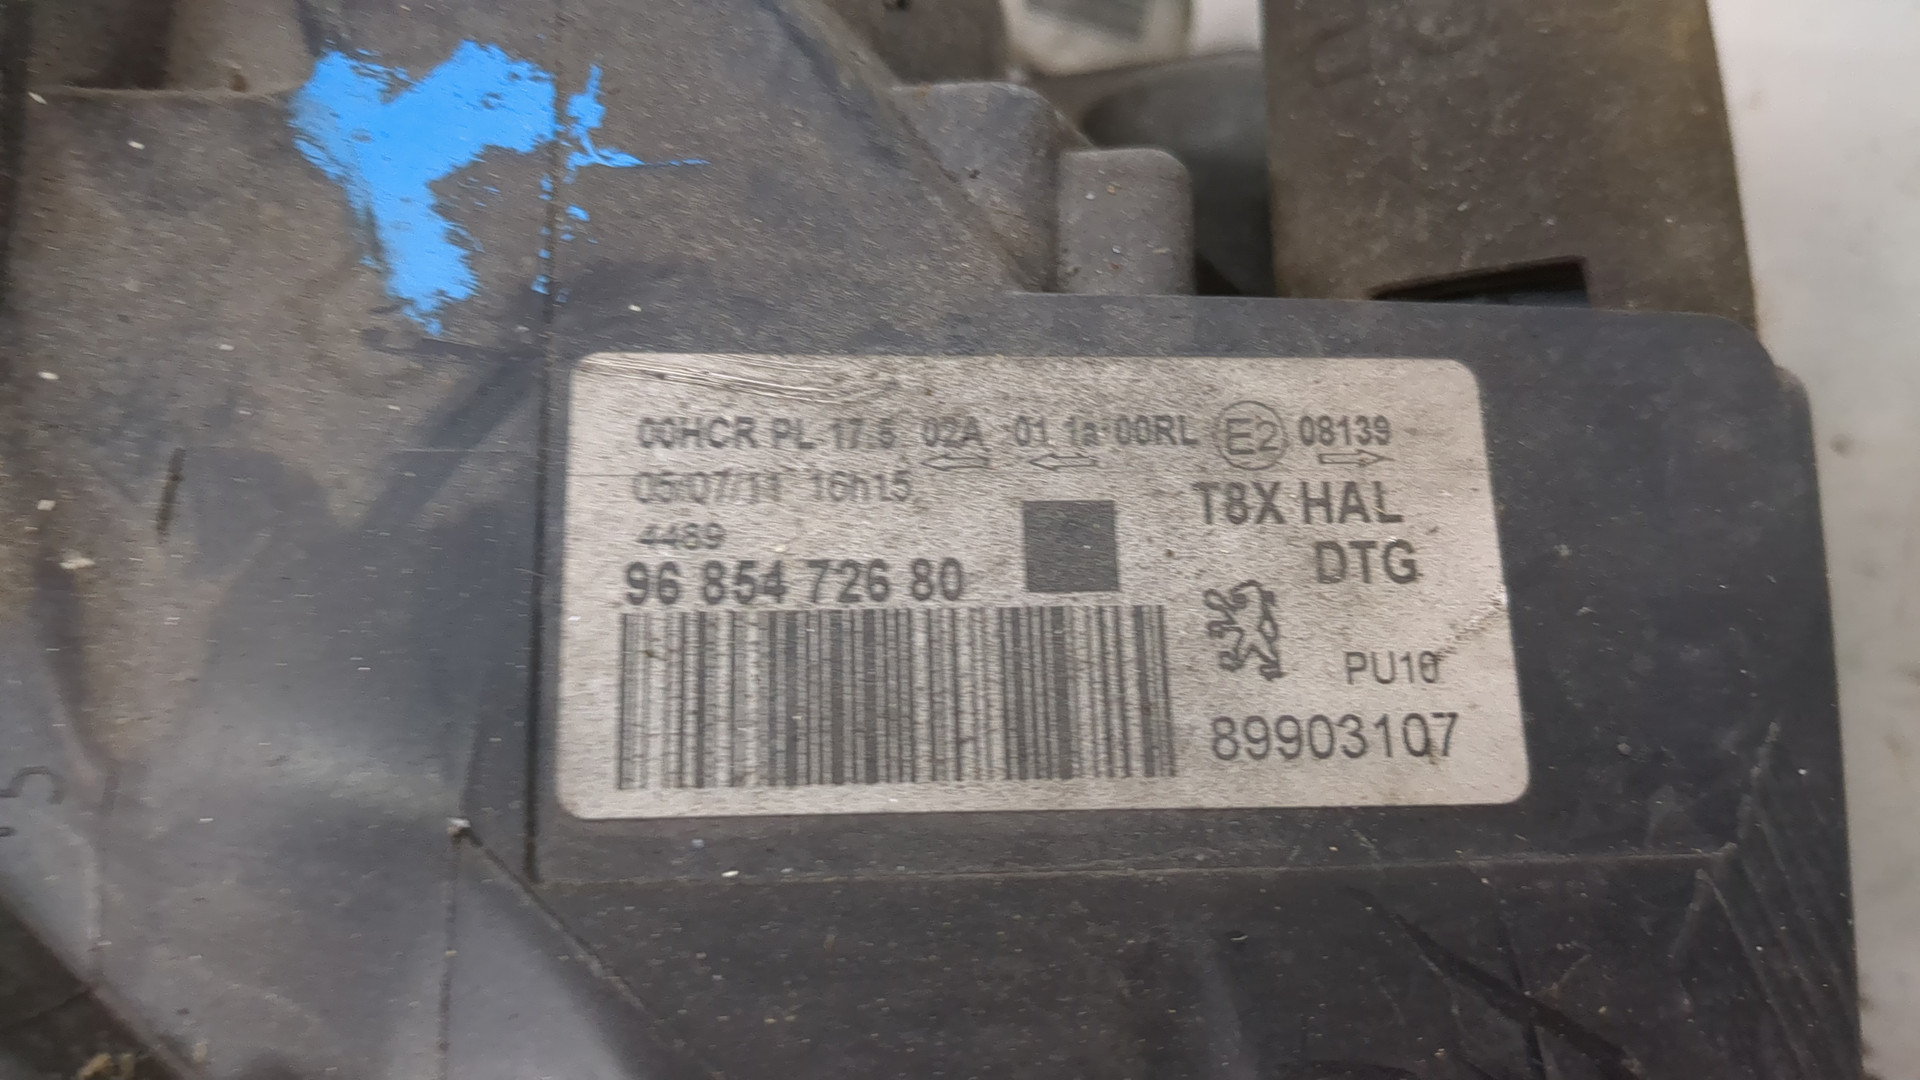 00HCR PL 17.5 02A 01 1a 00RL E2 08139
05/07/11 16h15
T8X HAL
4489
DTG
96 854 726 80
PU10
89903107